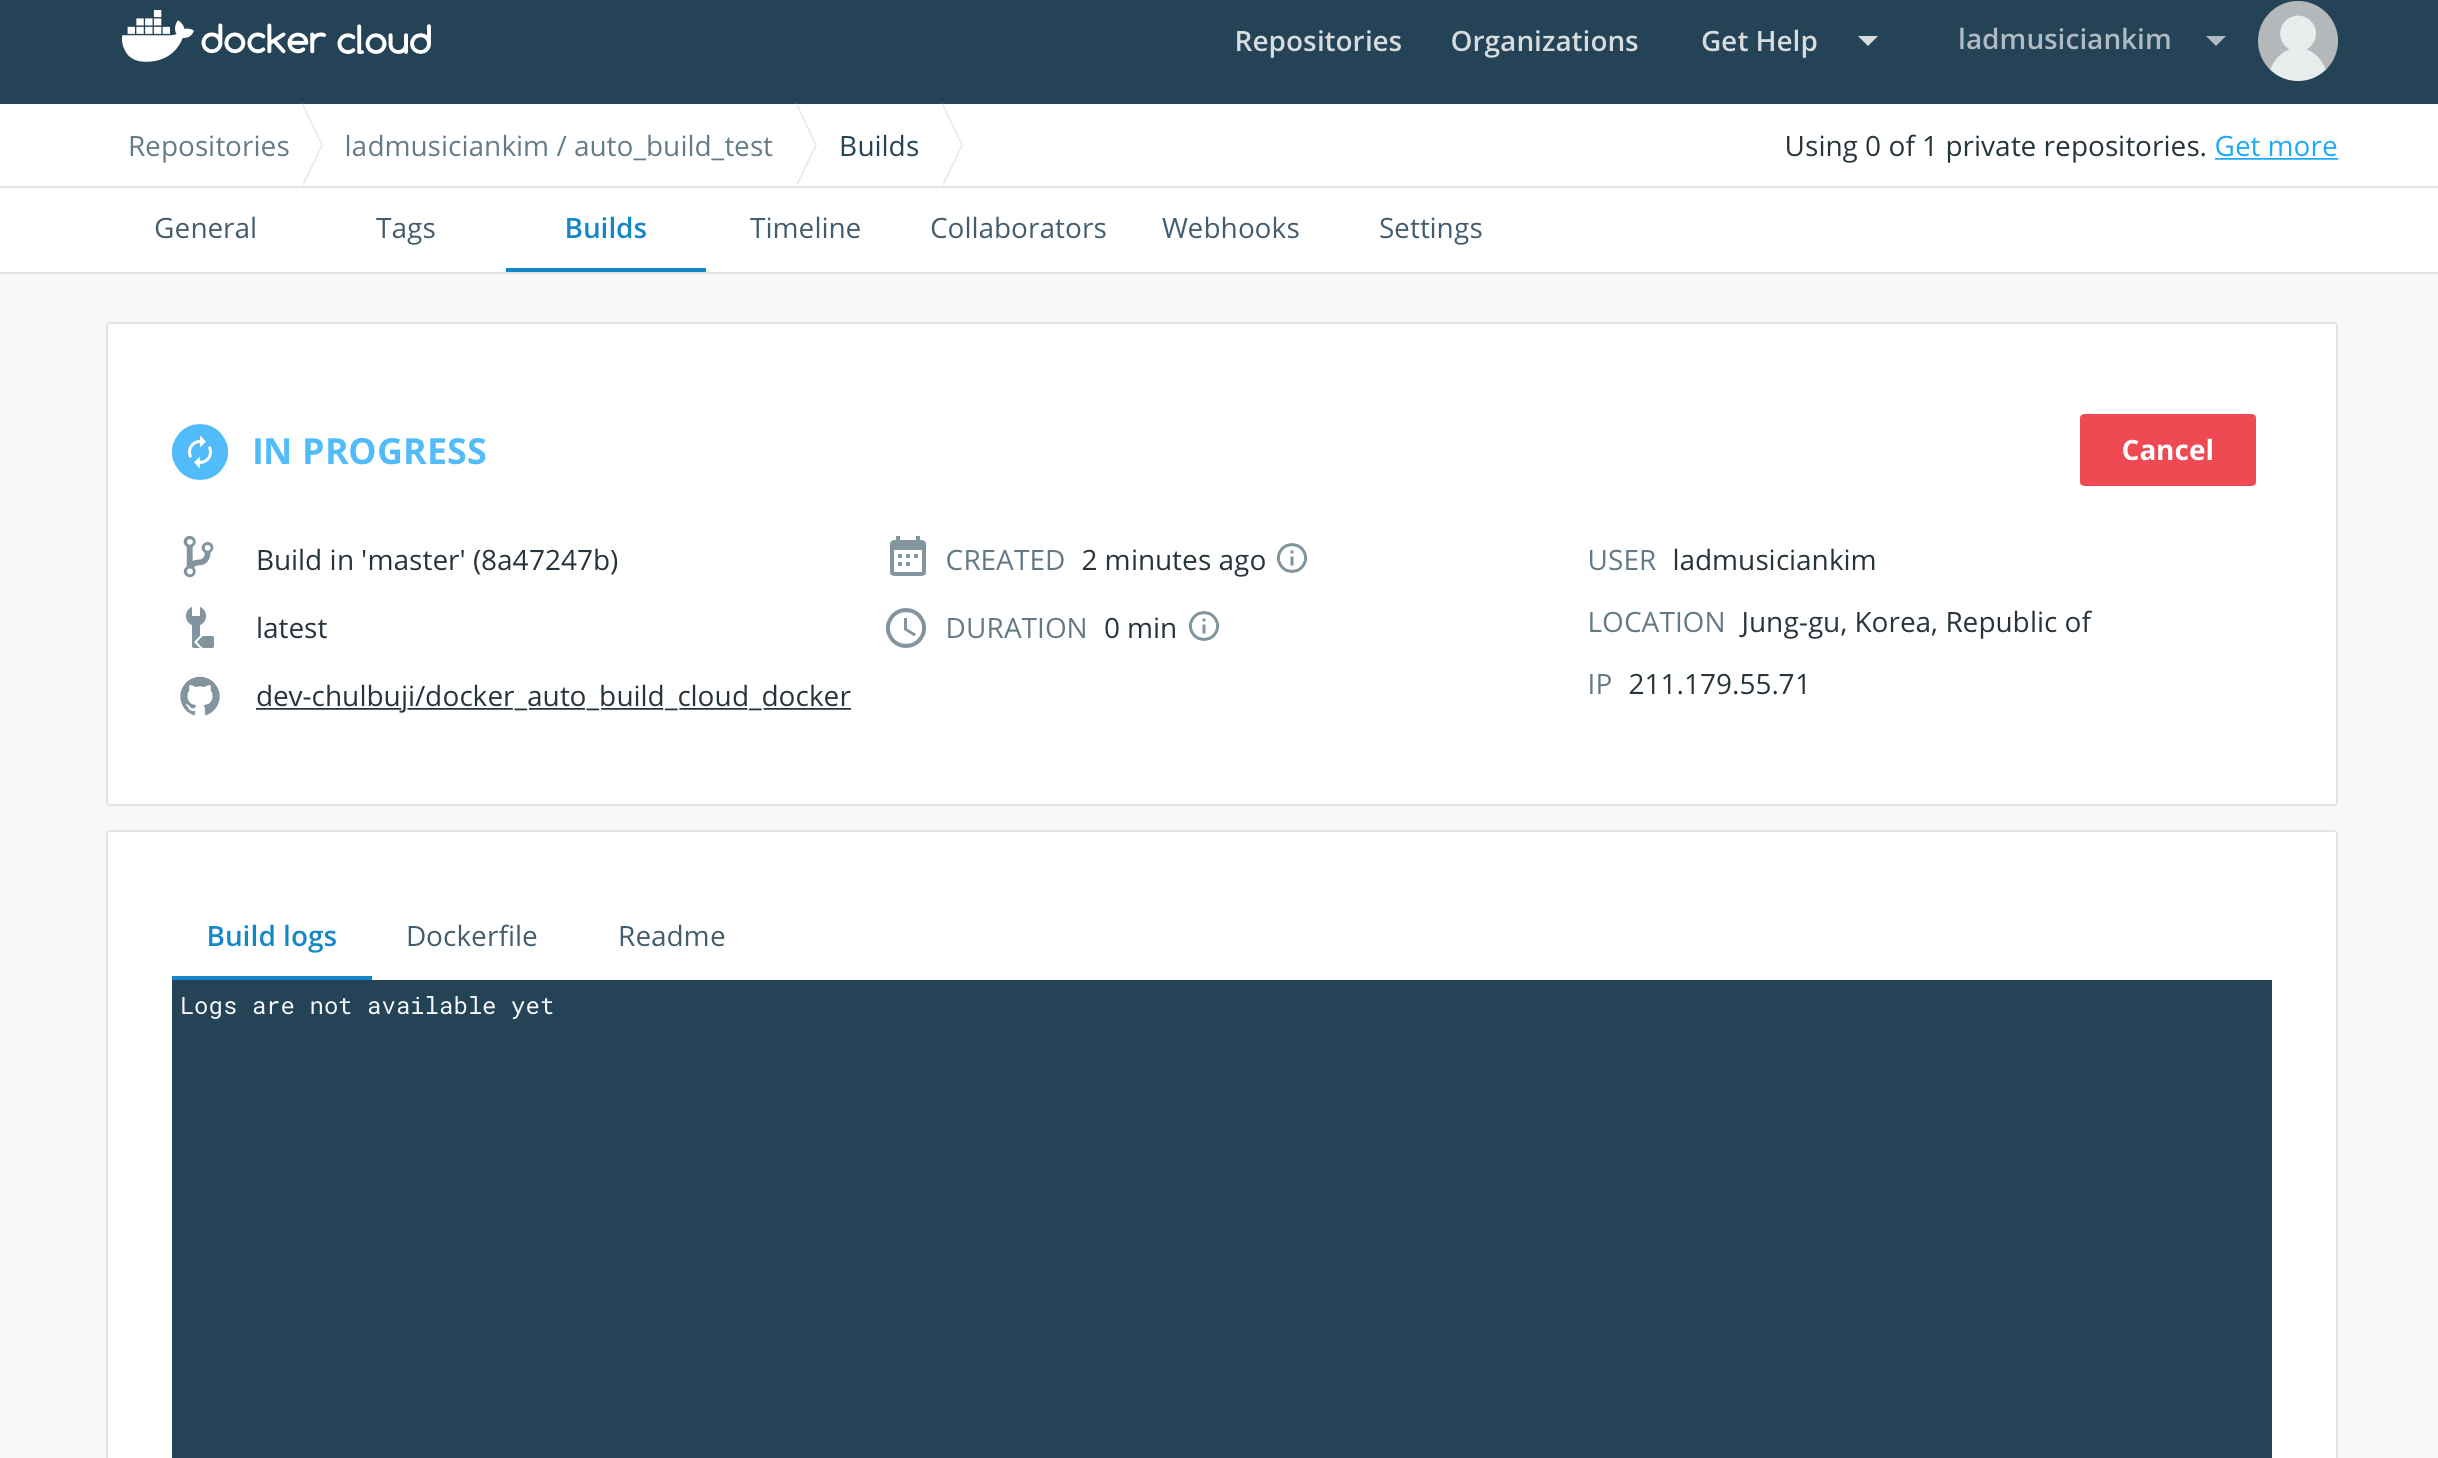 docker cloud
Repositories Organizations Get Help ladmusiciankim
Repositories ladmusiciankim / auto_build_test Builds Using 0 of 1 private repositories. Get more
General Tags Builds Timeline Collaborators Webhooks Settings
IN PROGRESS Cancel
Build in 'master' (8a47247b) CREATED 2 minutes ago USER ladmusiciankim
latest DURATION 0 min LOCATION Jung-gu, Korea, Republic of
dev-chulbuji/docker_auto_build_cloud_docker IP 211.179.55.71
Build logs Dockerfile Readme
Logs are not available yet